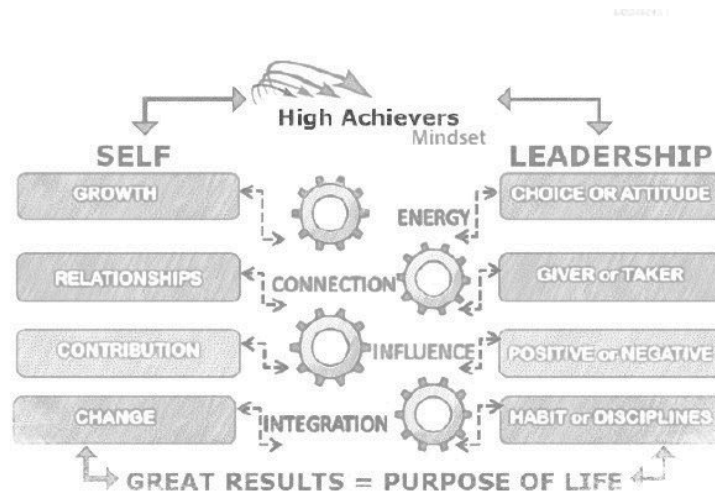 High Achievers
Mindset
SELF
LEADERSHIP
GROWTH
ENERGY
CHOICE OR ATTITUDE
RELATIONSHIPS
CONNECTION
GIVER or TAKER
CONTRIBUTION
INFLUENCE
POSITIVE or NEGATIVE
CHANGE
INTEGRATION
HABIT or DISCIPLINES
GREAT RESULTS = PURPOSE OF LIFE